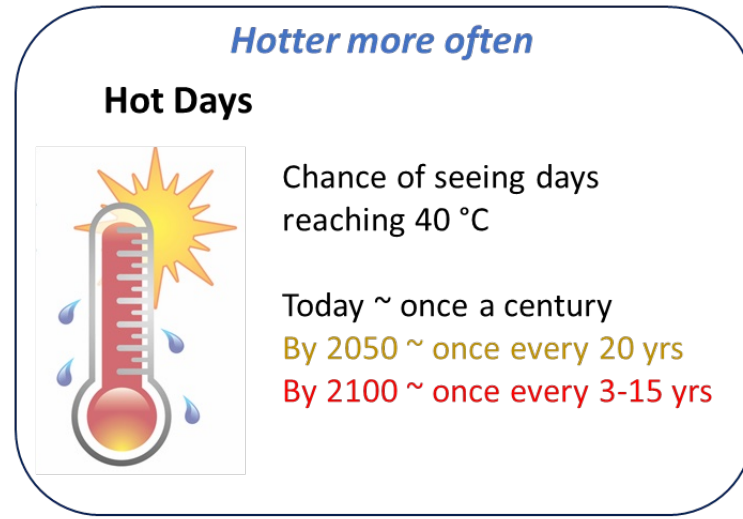 Hotter more often
Hot Days
Chance of seeing days
reaching 40 °C
Today ~ once a century
By 2050 ~ once every 20 yrs
By 2100 ~ once every 3-15 yrs